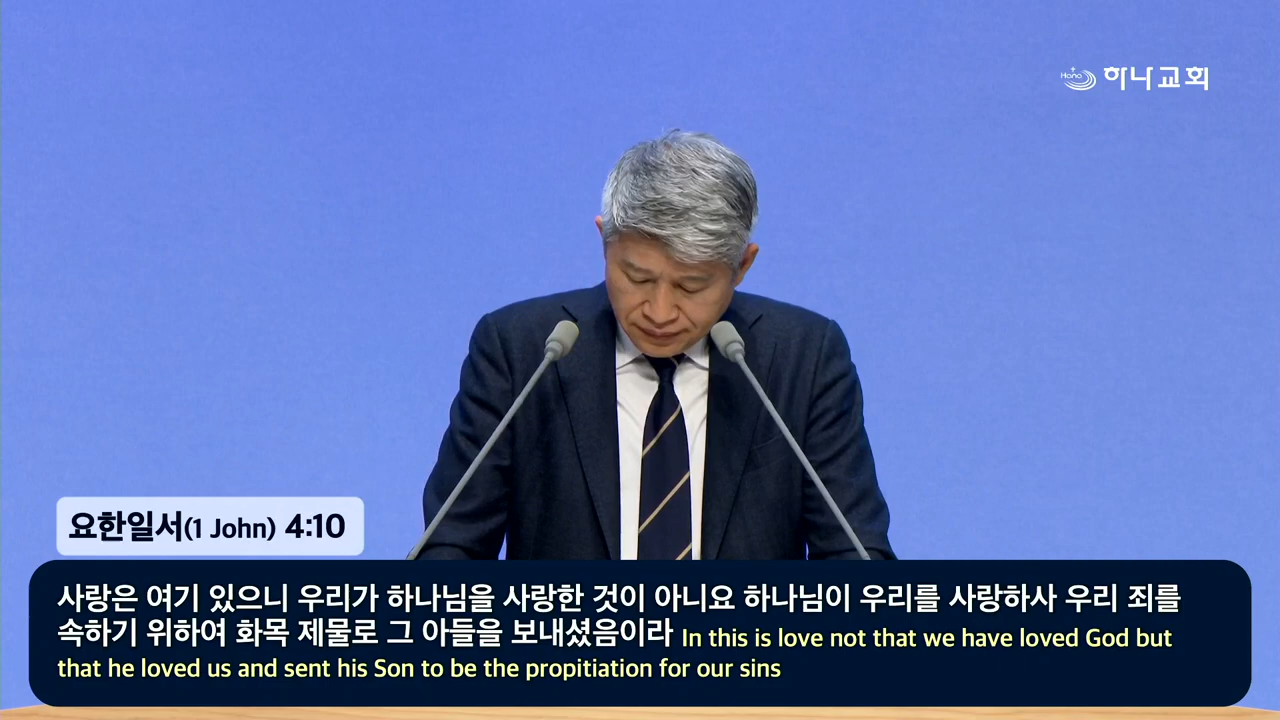 Hana 하나교회
요한일서(1 John) 4:10
사랑은 여기 있으니 우리가 하나님을 사랑한 것이 아니요 하나님이 우리를 사랑하사 우리 죄를
속하기 위하여 화목 제물로 그 아들을 보내셨음이라 In this is love not that we have loved God but
that he loved us and sent his Son to be the propitiation for our sins